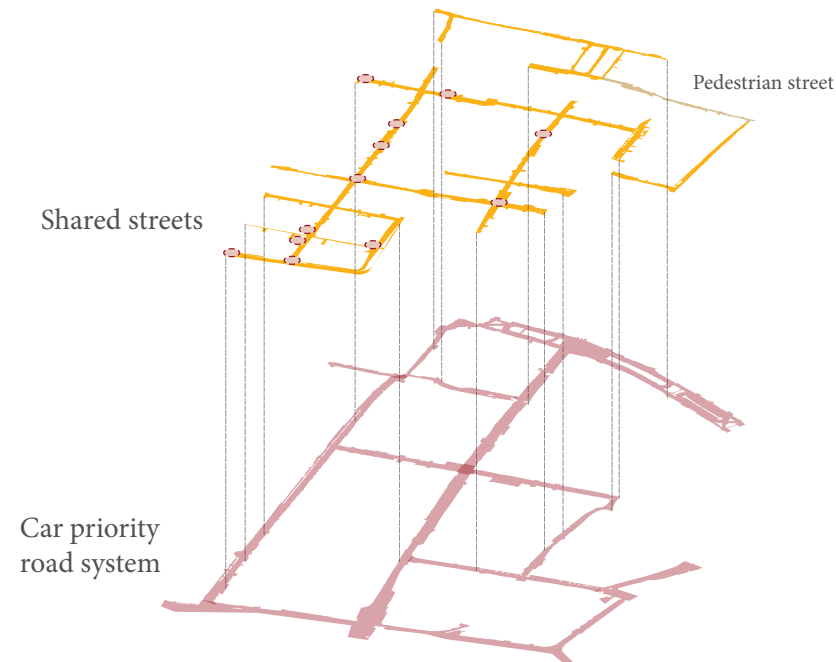 Pedestrian street
Shared streets
Car priority
road system